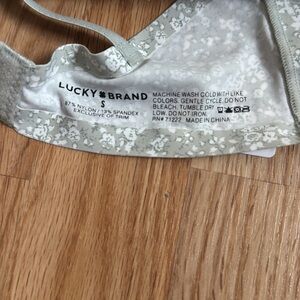 LUCKY BRAND
S
87% NYLON / 13% SPANDEX
EXCLUSIVE OF TRIM
MACHINE WASH COLD WITH LIKE
COLORS. GENTLE CYCLE. DO NOT
BLEACH. TUMBLE DRY
LOW. DO NOT IRON.
RN# 71227 MADE IN CHINA